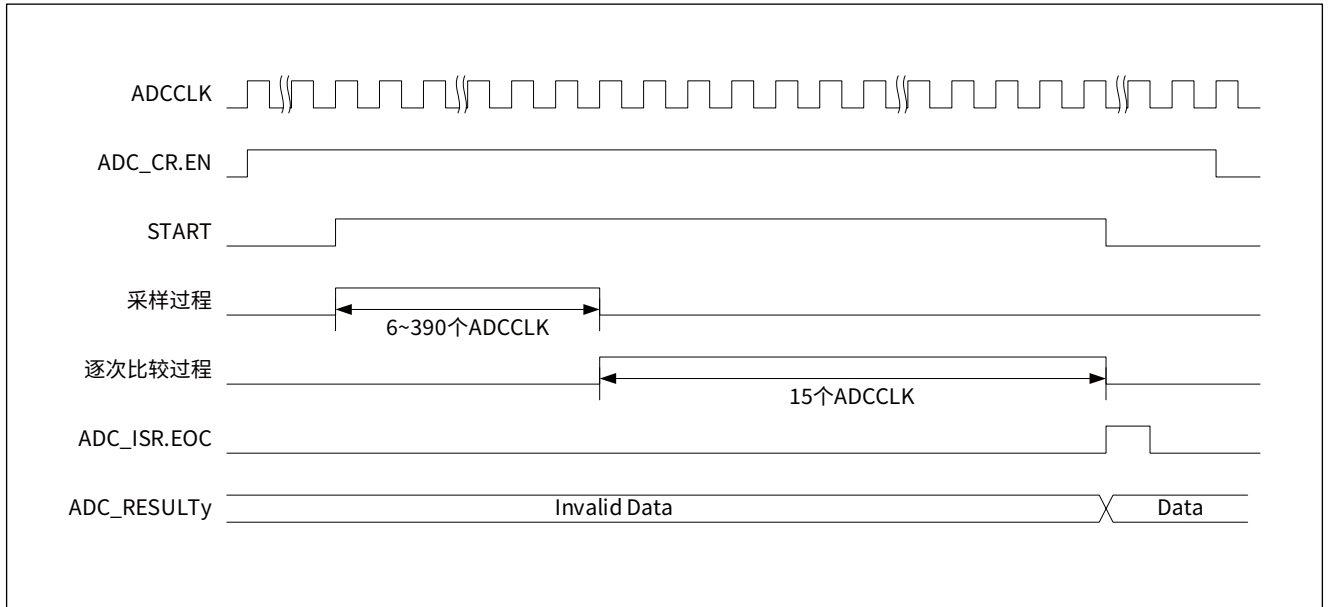 ADCCLK
ADC_CR.EN
START
采样过程
6~390个ADCCLK
逐次比较过程
15个ADCCLK
ADC_ISR.EOC
ADC_RESULTy
Invalid Data
Data